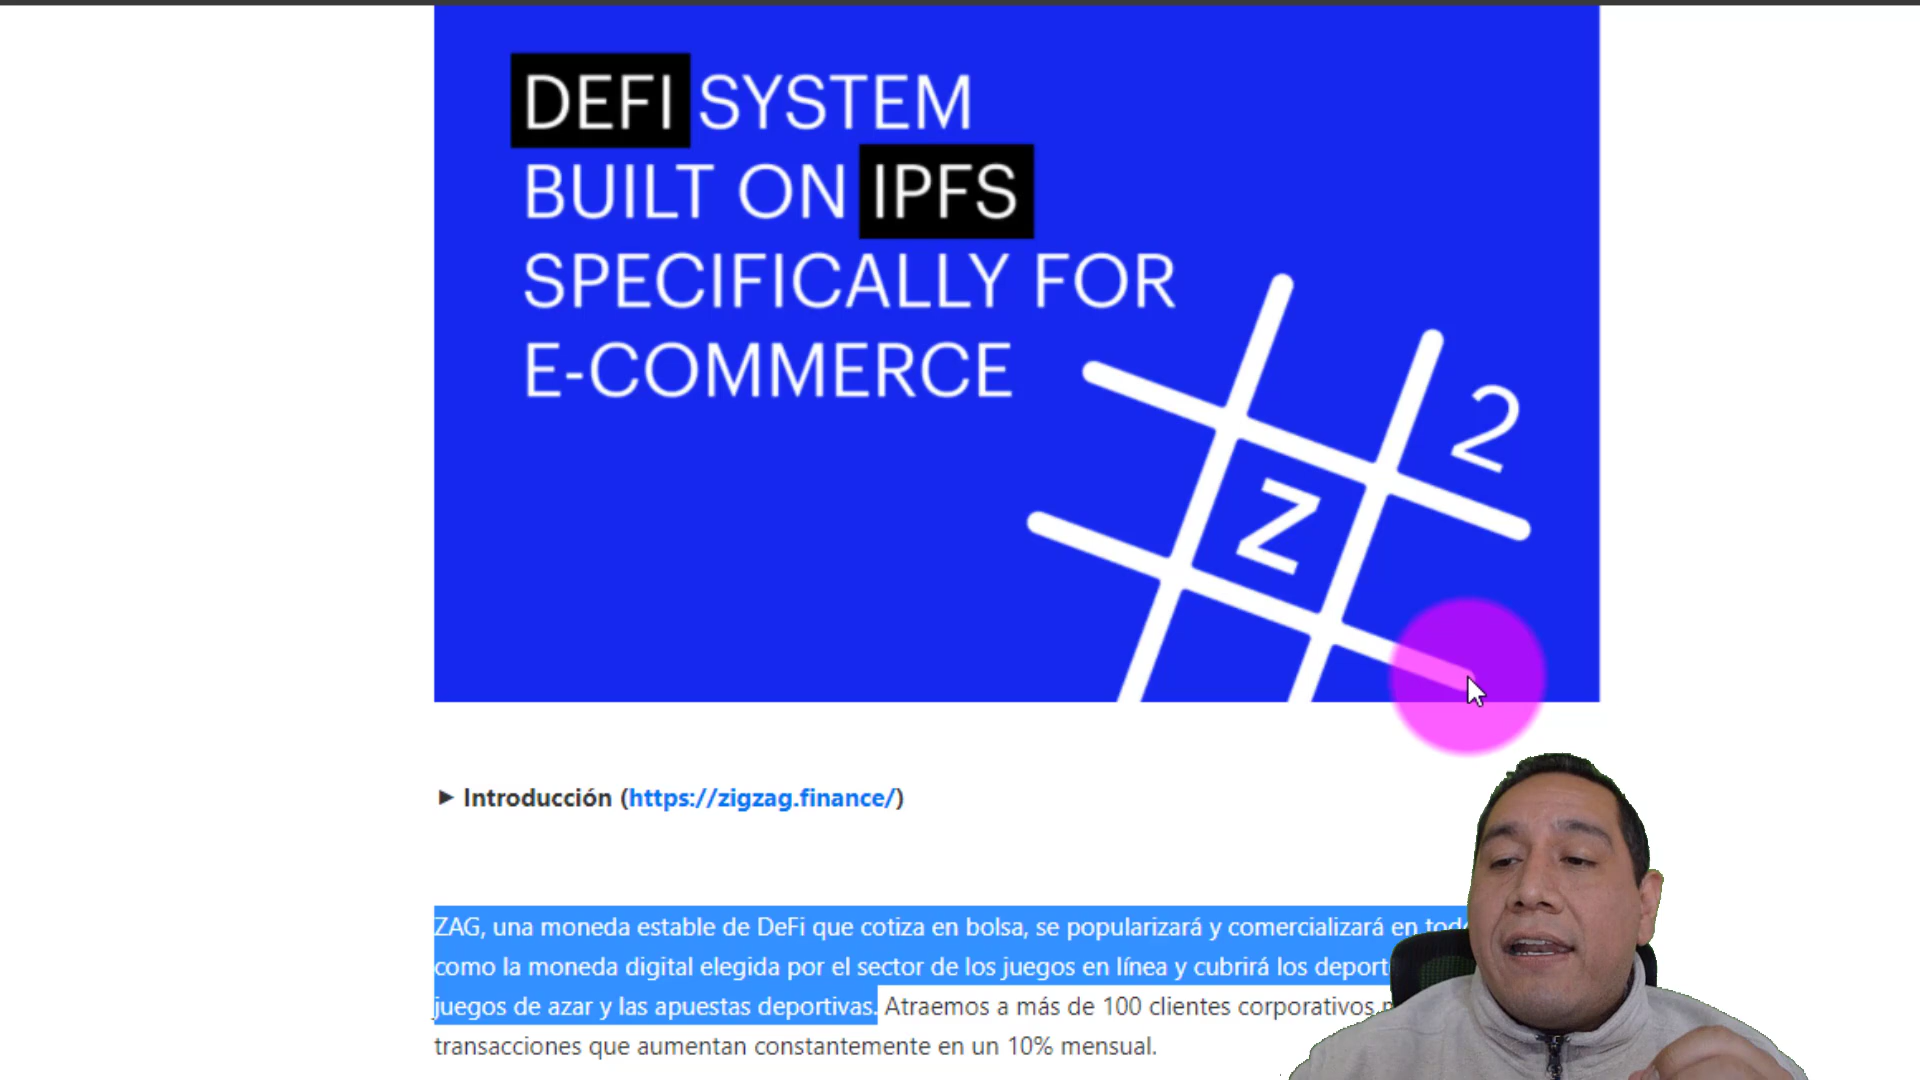 DEFI SYSTEM
BUILT ON IPFS
SPECIFICALLY FOR
E-COMMERCE
2
Z
► Introducción (https://zigzag.finance/)
ZAG, una moneda estable de DeFi que cotiza en bolsa, se popularizará y comercializará en
como la moneda digital elegida por el sector de los juegos en línea y cubrirá los
juegos de azar y las apuestas deportivas. Atraemos a más de 100 clientes corporativos
transacciones que aumentan constantemente en un 10% mensual.